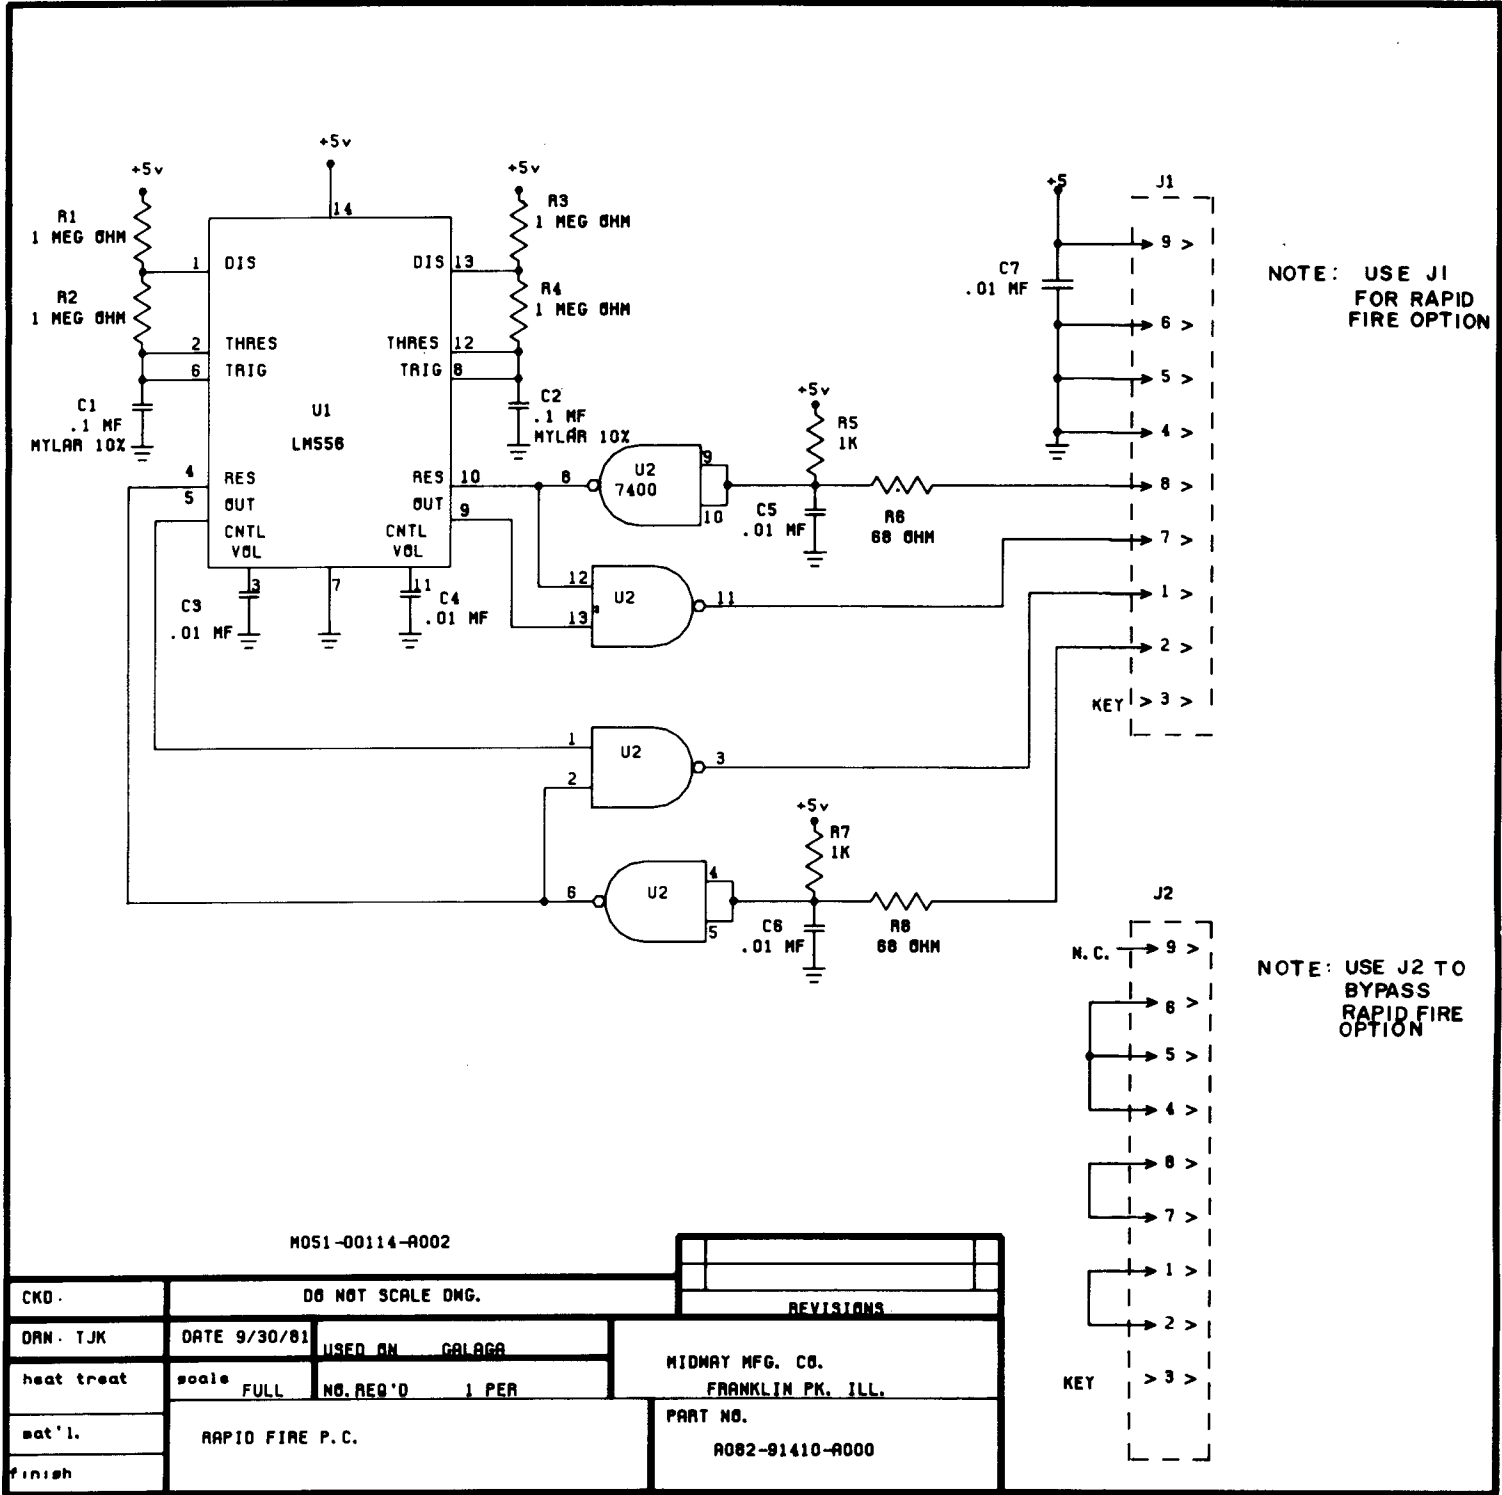 +5v
+5v
+5v
+5
J1
R1
1 MEG OHM
R3
1 MEG OHM
14
9 >
1
DIS
DIS
13
C7
.01 MF
NOTE: USE J1
FOR RAPID
FIRE OPTION
R2
1 MEG OHM
R4
1 MEG OHM
6 >
2
THRES
THRES
12
6
TRIG
TRIG
8
5 >
C1
.1 MF
MYLAR 10%
U1
LM556
C2
.1 MF
MYLAR 10%
+5v
R5
1K
4 >
4
RES
RES
10
8
U2
7400
9
10
8 >
5
OUT
OUT
9
C5
.01 MF
R6
68 OHM
CNTL
VOL
CNTL
VOL
7 >
3
7
11
12
13
U2
11
1 >
C3
.01 MF
C4
.01 MF
2 >
KEY
> 3 >
1
2
U2
3
+5v
R7
1K
6
U2
4
5
C6
.01 MF
R8
68 OHM
J2
N.C.
9 >
NOTE: USE J2 TO
BYPASS
RAPID FIRE
OPTION
6 >
5 >
4 >
8 >
7 >
1 >
2 >
KEY
> 3 >
M051-00114-A002
CKD.
DO NOT SCALE DWG.
REVISIONS
DRN. TJK
DATE 9/30/81
USED ON GALAGA
MIDWAY MFG. CO.
FRANKLIN PK. ILL.
heat treat
scale FULL
NO. REQ'D 1 PER
mat'l.
RAPID FIRE P.C.
PART NO.
A082-91410-A000
finish